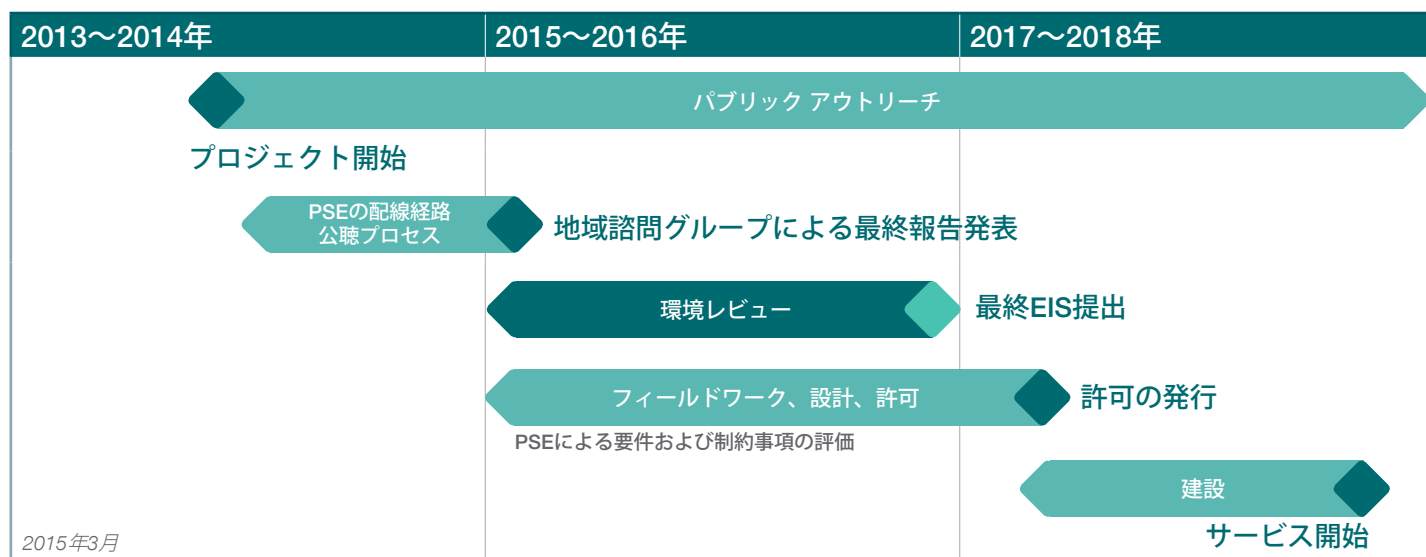 2013〜2014年
2015〜2016年
2017〜2018年
パブリック アウトリーチ
プロジェクト開始
PSEの配線経路
公聴プロセス
地域諮問グループによる最終報告発表
環境レビュー
最終EIS提出
フィールドワーク、設計、許可
許可の発行
PSEによる要件および制約事項の評価
建設
サービス開始
2015年3月